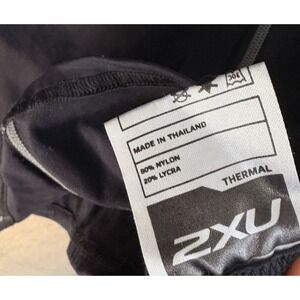 MADE IN THAILAND
80% NYLON
20% LYCRA
THERMAL
2XU